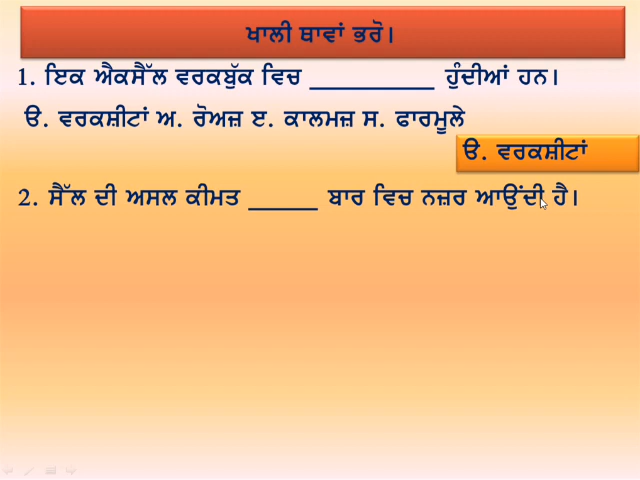 ਖਾਲੀ ਥਾਵਾਂ ਭਰੋ।
1. ਇਕ ਐਕਸੈੱਲ ਵਰਕਬੁੱਕ ਵਿਚ __________ ਹੁੰਦੀਆਂ ਹਨ।
ੳ. ਵਰਕਸ਼ੀਟਾਂ ਅ. ਰੋਅਜ਼ ੲ. ਕਾਲਮਜ਼ ਸ. ਫਾਰਮੂਲੇ
ੳ. ਵਰਕਸ਼ੀਟਾਂ
2. ਸੈੱਲ ਦੀ ਅਸਲ ਕੀਮਤ ______ ਬਾਰ ਵਿਚ ਨਜ਼ਰ ਆਉਂਦੀ ਹੈ।